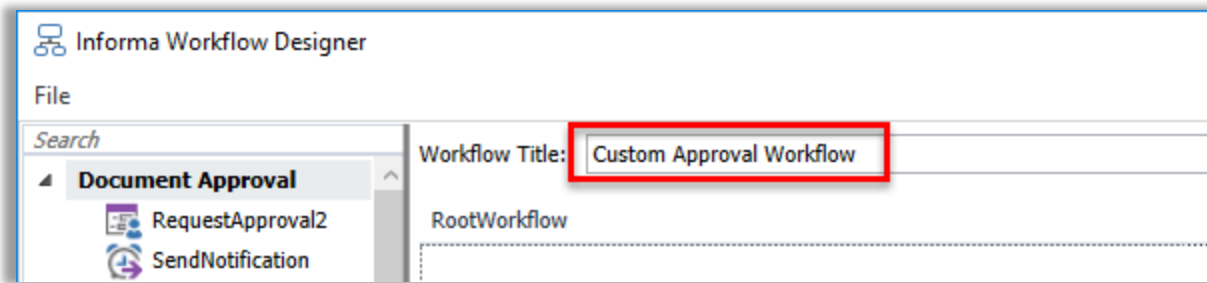 Informa Workflow Designer
File
Search
Workflow Title: Custom Approval Workflow
Document Approval
RequestApproval2
RootWorkflow
SendNotification